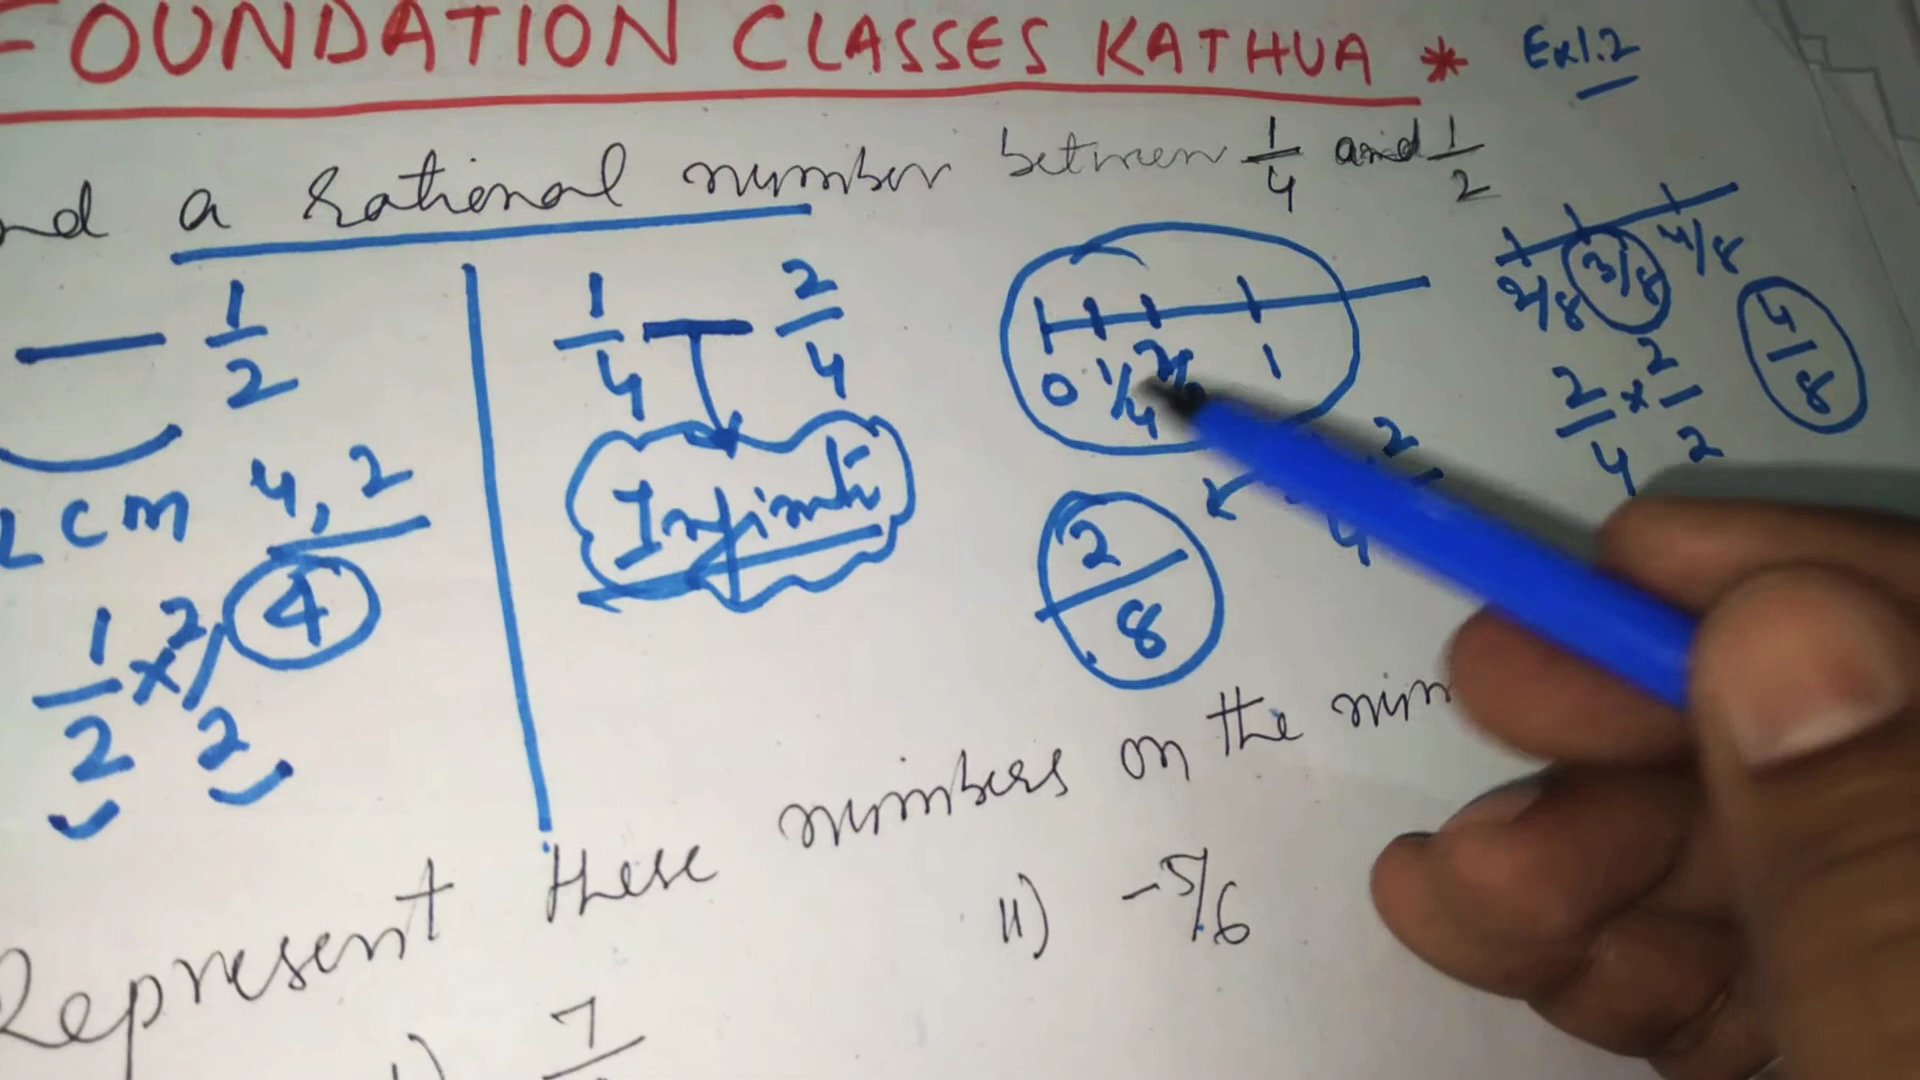 FOUNDATION CLASSES KATHUA * Ex1.2
nd a rational number between 1/4 and 1/2
— 1/2
cm 4, 2
1/2 × 2/2 4
1/4 2/4
Infinite
0 1/4 1
2/8
2/8 3/8 4/8
2/4 × 2/2 4/8
Represent these numbers on the num
i) 7
ii) -5/6